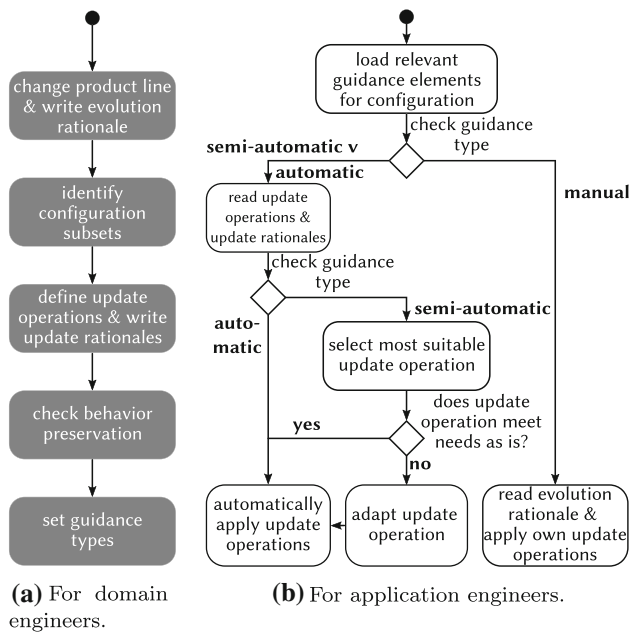 change product line
& write evolution
rationale
identify
configuration
subsets
define update
operations & write
update rationales
check behavior
preservation
set guidance
types
(a) For domain
engineers.
load relevant
guidance elements
for configuration
check guidance
type
semi-automatic v
automatic
manual
read update
operations &
update rationales
check guidance
type
auto-
matic
semi-automatic
select most suitable
update operation
does update
operation meet
needs as is?
yes
no
automatically
apply update
operations
adapt update
operation
read evolution
rationale &
apply own update
operations
(b) For application engineers.